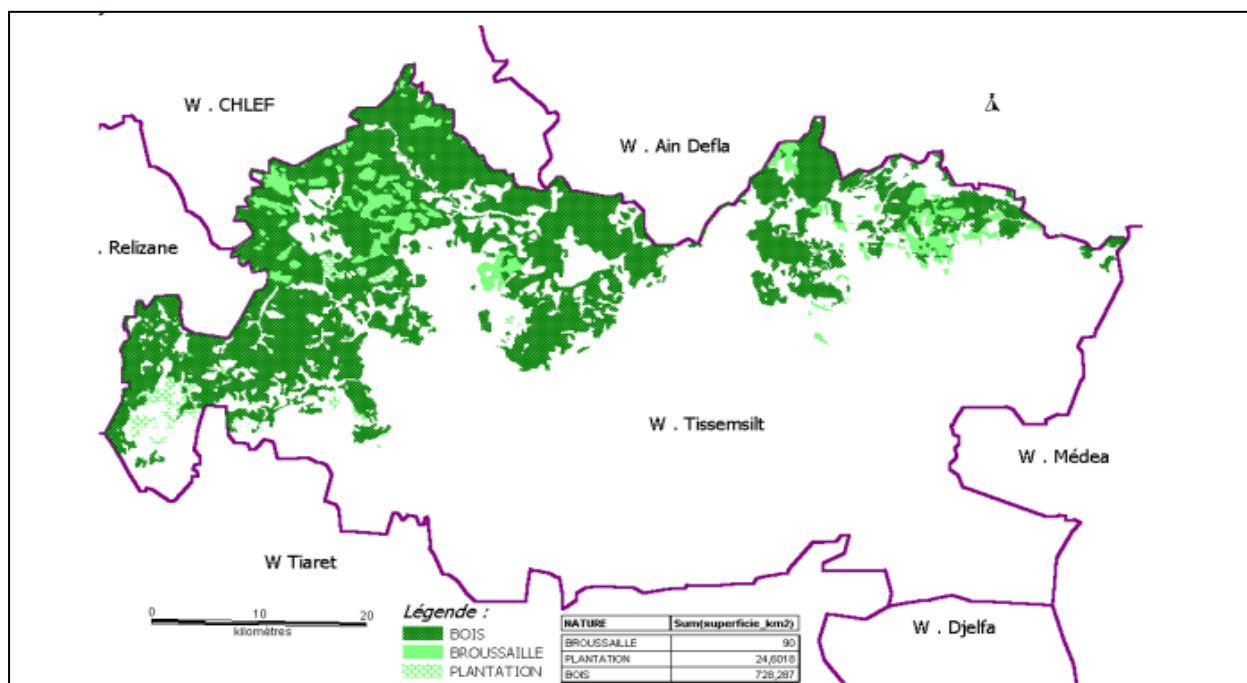 W . CHLEF
W . Ain Defla
. Relizane
W . Tissemsilt
W . Médea
W Tiaret
W . Djelfa
0 10 20
kilomètres
Légende :
BOIS
BROUSSAILLE
PLANTATION
NATURE Sum(superficie_km2)
BROUSSAILLE 90
PLANTATION 24,6018
BOIS 728,287